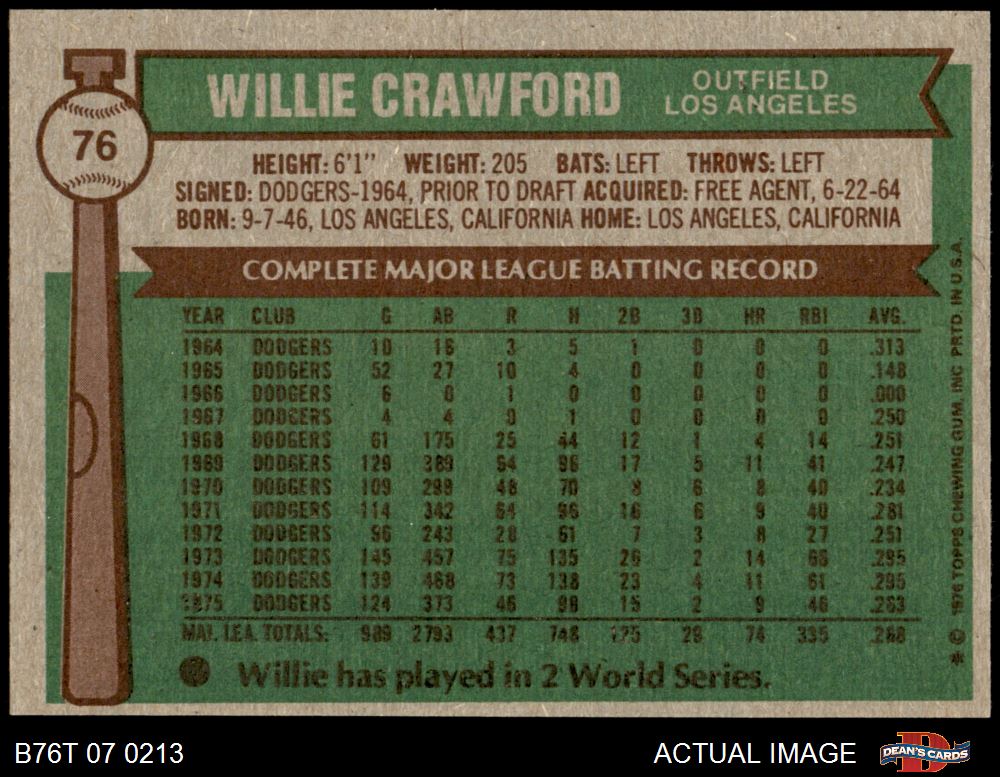 WILLIE CRAWFORD
OUTFIELD
LOS ANGELES
76
HEIGHT: 6'1" WEIGHT: 205 BATS: LEFT THROWS: LEFT
SIGNED: DODGERS-1964, PRIOR TO DRAFT ACQUIRED: FREE AGENT, 6-22-64
BORN: 9-7-46, LOS ANGELES, CALIFORNIA HOME: LOS ANGELES, CALIFORNIA
COMPLETE MAJOR LEAGUE BATTING RECORD
YEAR CLUB G AB R H 2B 3B HR RBI AVG.
1964 DODGERS 10 16 3 5 1 0 0 0 .313
1965 DODGERS 52 27 10 4 0 0 0 0 .148
1966 DODGERS 6 0 1 0 0 0 0 0 .000
1967 DODGERS 4 4 0 1 0 0 0 0 .250
1968 DODGERS 61 175 25 44 12 1 4 14 .251
1969 DODGERS 129 389 64 96 17 5 11 41 .247
1970 DODGERS 109 299 48 70 8 6 8 40 .234
1971 DODGERS 114 342 64 96 16 6 9 40 .281
1972 DODGERS 96 243 28 61 7 3 8 27 .251
1973 DODGERS 145 457 75 135 26 2 14 66 .295
1974 DODGERS 139 468 73 138 23 4 11 61 .295
1975 DODGERS 124 373 46 98 15 2 9 46 .263
MAJ. LEA. TOTALS: 989 2793 437 748 125 29 74 335 .268
Willie has played in 2 World Series.
* © 1976 TOPPS CHEWING GUM, INC. PRTD. IN U.S.A.
B76T 07 0213
ACTUAL IMAGE
D
DEAN'S CARDS